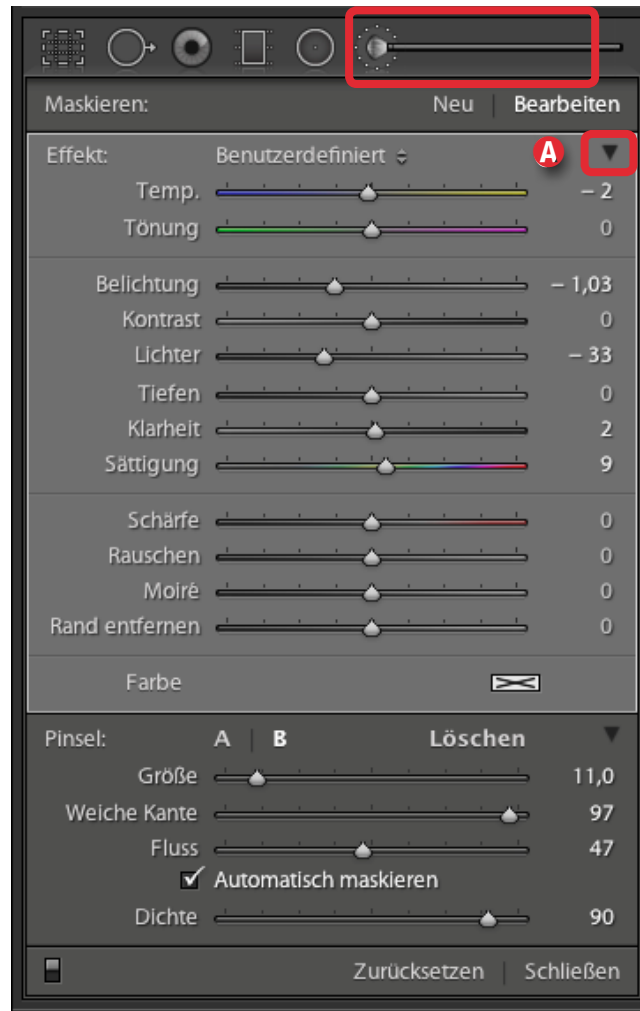 Maskieren: Neu | Bearbeiten
Effekt: Benutzerdefiniert A
Temp. – 2
Tönung 0
Belichtung – 1,03
Kontrast 0
Lichter – 33
Tiefen 0
Klarheit 2
Sättigung 9
Schärfe 0
Rauschen 0
Moiré 0
Rand entfernen 0
Farbe
Pinsel: A | B Löschen
Größe 11,0
Weiche Kante 97
Fluss 47
Automatisch maskieren
Dichte 90
Zurücksetzen | Schließen